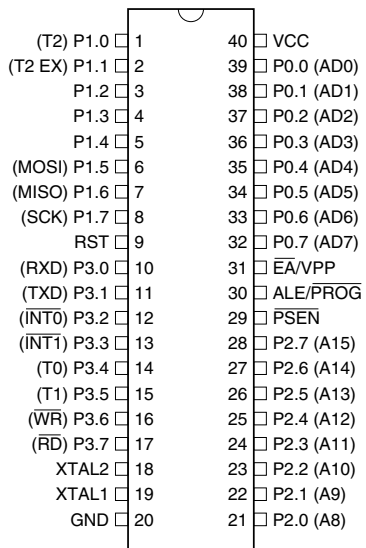 (T2) P1.0 1 40 VCC
(T2 EX) P1.1 2 39 P0.0 (AD0)
P1.2 3 38 P0.1 (AD1)
P1.3 4 37 P0.2 (AD2)
P1.4 5 36 P0.3 (AD3)
(MOSI) P1.5 6 35 P0.4 (AD4)
(MISO) P1.6 7 34 P0.5 (AD5)
(SCK) P1.7 8 33 P0.6 (AD6)
RST 9 32 P0.7 (AD7)
(RXD) P3.0 10 31 E̅A̅/VPP
(TXD) P3.1 11 30 ALE/P̅R̅O̅G̅
(I̅N̅T̅0̅) P3.2 12 29 P̅S̅E̅N̅
(I̅N̅T̅1̅) P3.3 13 28 P2.7 (A15)
(T0) P3.4 14 27 P2.6 (A14)
(T1) P3.5 15 26 P2.5 (A13)
(W̅R̅) P3.6 16 25 P2.4 (A12)
(R̅D̅) P3.7 17 24 P2.3 (A11)
XTAL2 18 23 P2.2 (A10)
XTAL1 19 22 P2.1 (A9)
GND 20 21 P2.0 (A8)